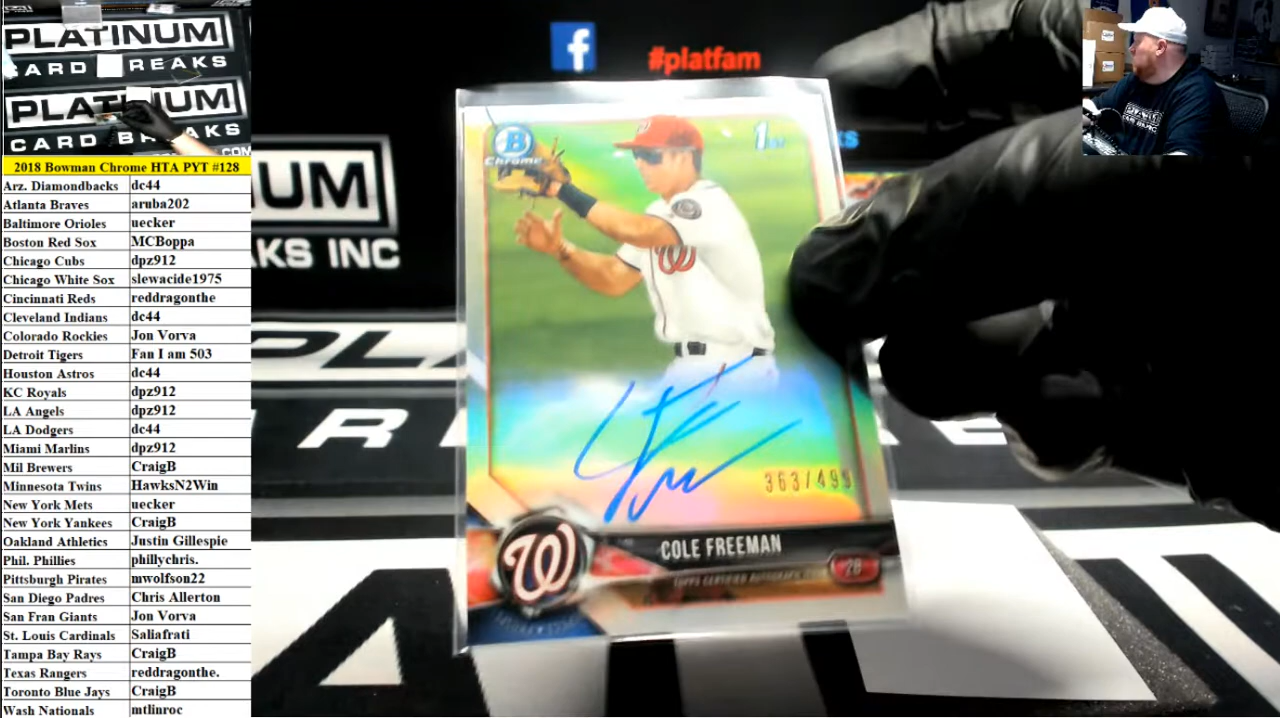 PLATINUM
CARD BREAKS
PLATINUM
CARD BREAKS
.COM
2018 Bowman Chrome HTA PYT #128
Arz. Diamondbacks dc44
Atlanta Braves aruba202
Baltimore Orioles uecker
Boston Red Sox MCBoppa
Chicago Cubs dpz912
Chicago White Sox slewacide1975
Cincinnati Reds reddragonthe
Cleveland Indians dc44
Colorado Rockies Jon Vorva
Detroit Tigers Fan I am 503
Houston Astros dc44
KC Royals dpz912
LA Angels dpz912
LA Dodgers dc44
Miami Marlins dpz912
Mil Brewers CraigB
Minnesota Twins HawksN2Win
New York Mets uecker
New York Yankees CraigB
Oakland Athletics Justin Gillespie
Phil. Phillies phillychris.
Pittsburgh Pirates mwolfson22
San Diego Padres Chris Allerton
San Fran Giants Jon Vorva
St. Louis Cardinals Saliafrati
Tampa Bay Rays CraigB
Texas Rangers reddragonthe.
Toronto Blue Jays CraigB
Wash Nationals mtlinroc
f
#platfam
B
Chrome
1st
W
363/499
W
COLE FREEMAN
TOPPS CERTIFIED AUTOGRAPH
2B
UM
KS INC